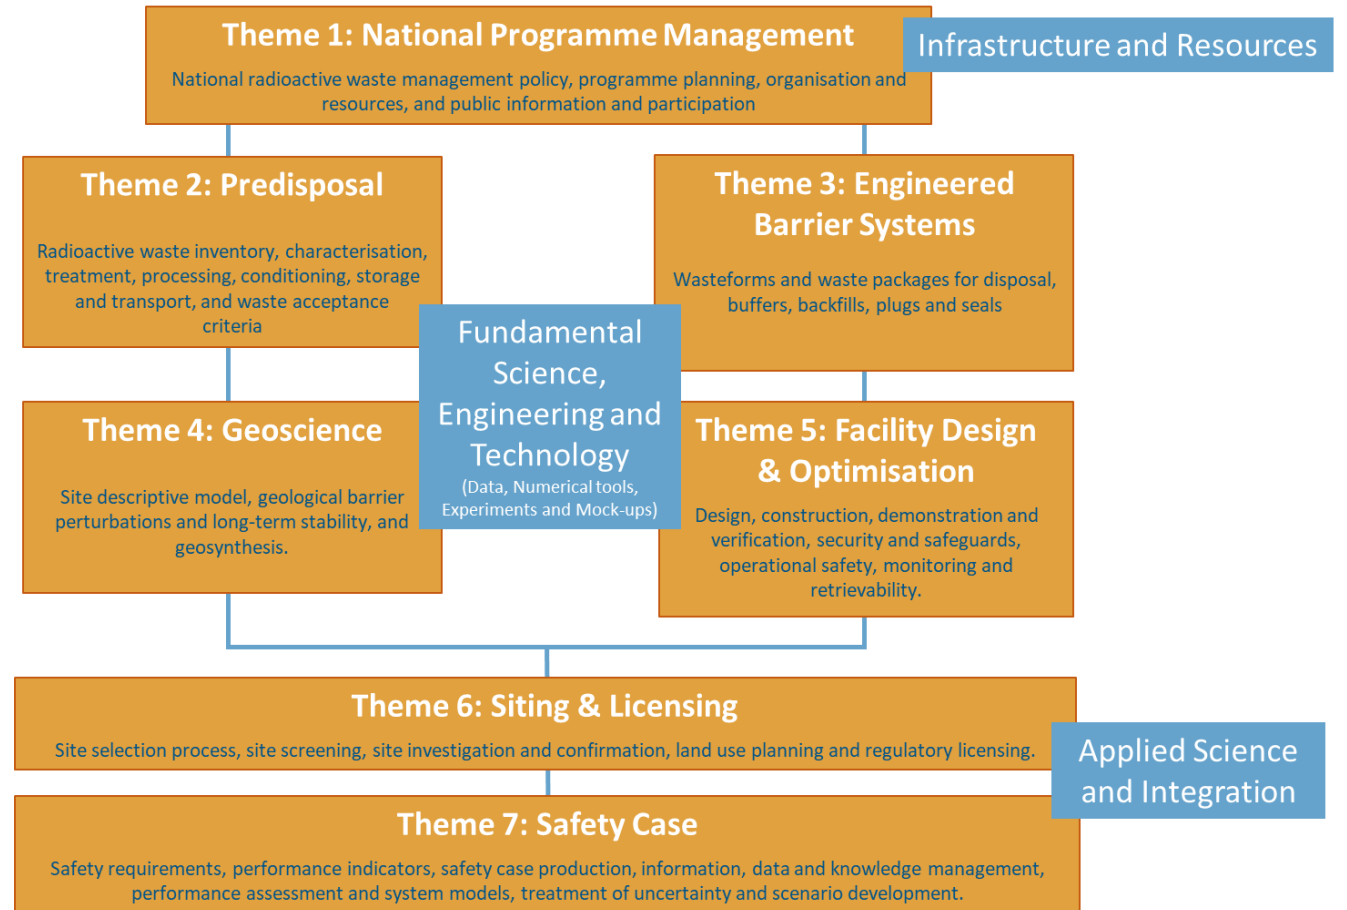 Theme 1: National Programme Management
National radioactive waste management policy, programme planning, organisation and
resources, and public information and participation
Infrastructure and Resources
Theme 2: Predisposal
Radioactive waste inventory, characterisation,
treatment, processing, conditioning, storage
and transport, and waste acceptance
criteria
Theme 3: Engineered
Barrier Systems
Wasteforms and waste packages for disposal,
buffers, backfills, plugs and seals
Fundamental
Science,
Engineering and
Technology
(Data, Numerical tools,
Experiments and Mock-ups)
Theme 4: Geoscience
Site descriptive model, geological barrier
perturbations and long-term stability, and
geosynthesis.
Theme 5: Facility Design
& Optimisation
Design, construction, demonstration and
verification, security and safeguards,
operational safety, monitoring and
retrievability.
Theme 6: Siting & Licensing
Site selection process, site screening, site investigation and confirmation, land use planning and regulatory licensing.
Applied Science
and Integration
Theme 7: Safety Case
Safety requirements, performance indicators, safety case production, information, data and knowledge management,
performance assessment and system models, treatment of uncertainty and scenario development.